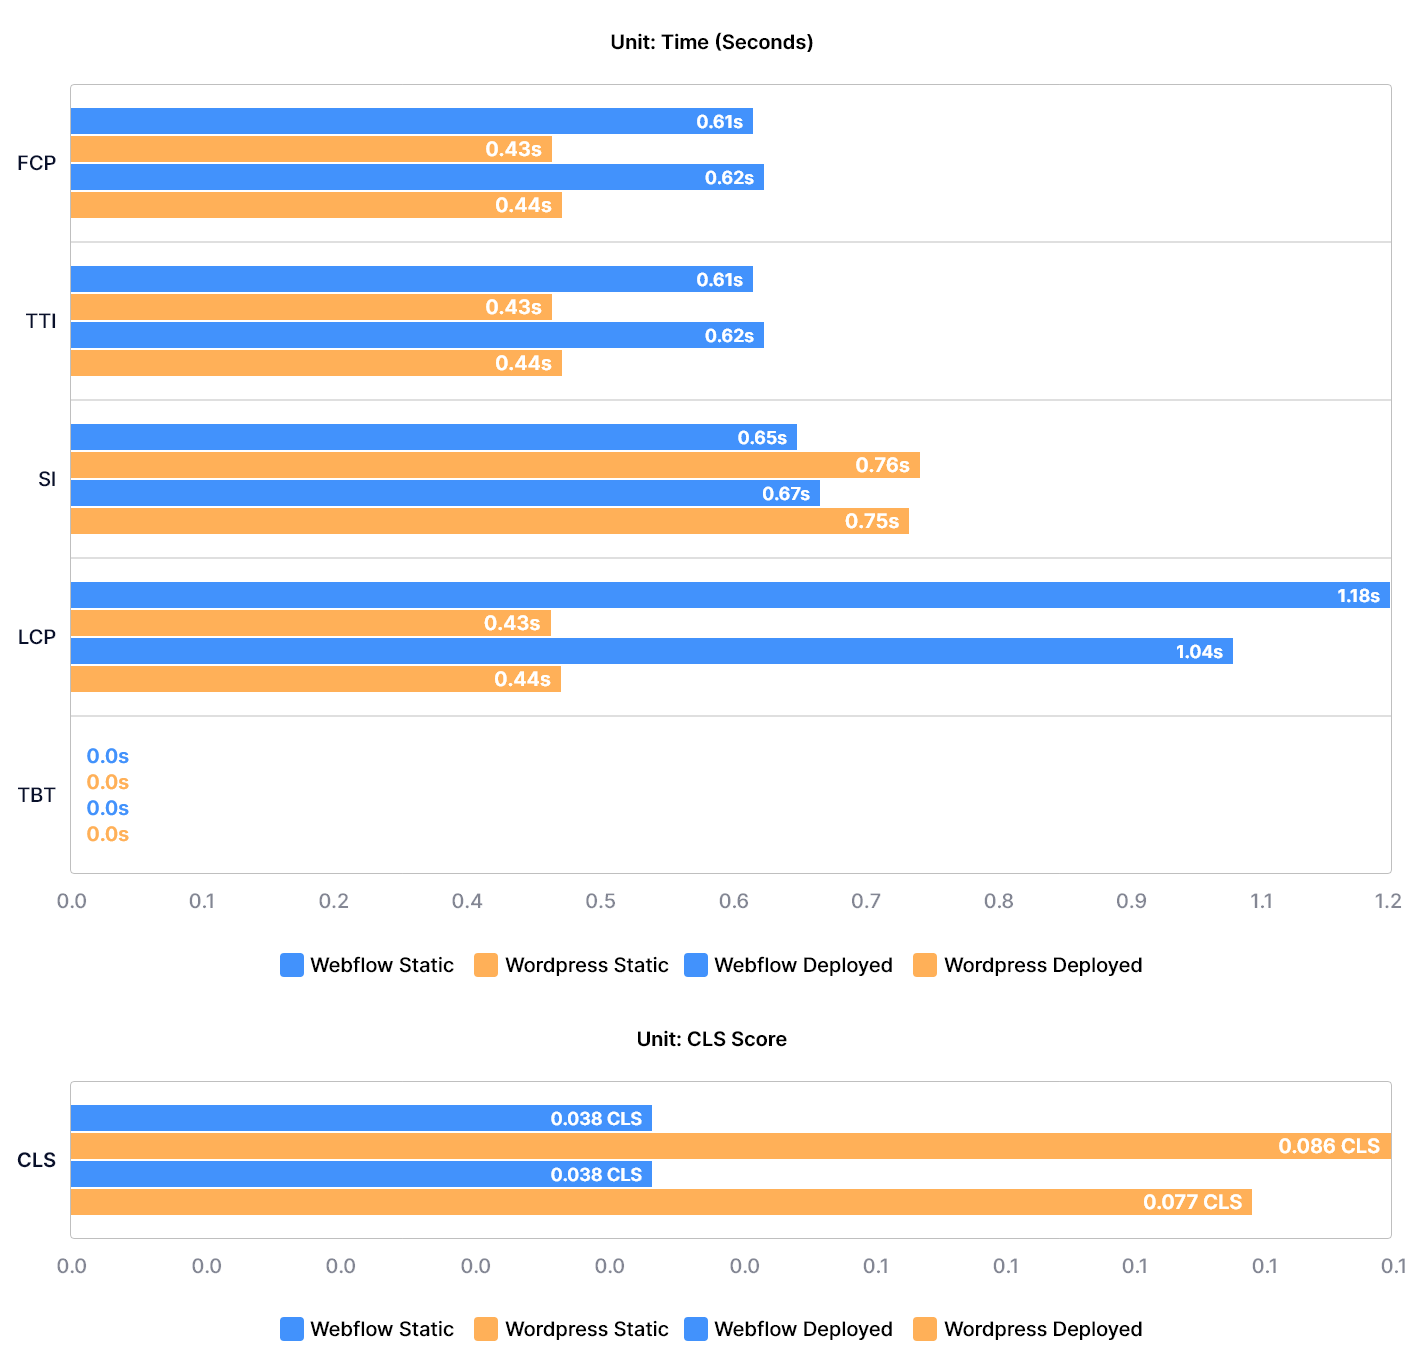 Unit: Time (Seconds)
FCP
0.61s
0.43s
0.62s
0.44s
TTI
0.61s
0.43s
0.62s
0.44s
SI
0.65s
0.76s
0.67s
0.75s
LCP
1.18s
0.43s
1.04s
0.44s
TBT
0.0s
0.0s
0.0s
0.0s
0.0 0.1 0.2 0.4 0.5 0.6 0.7 0.8 0.9 1.1 1.2
Webflow Static Wordpress Static Webflow Deployed Wordpress Deployed
Unit: CLS Score
CLS
0.038 CLS
0.086 CLS
0.038 CLS
0.077 CLS
0.0 0.0 0.0 0.0 0.0 0.0 0.1 0.1 0.1 0.1 0.1
Webflow Static Wordpress Static Webflow Deployed Wordpress Deployed